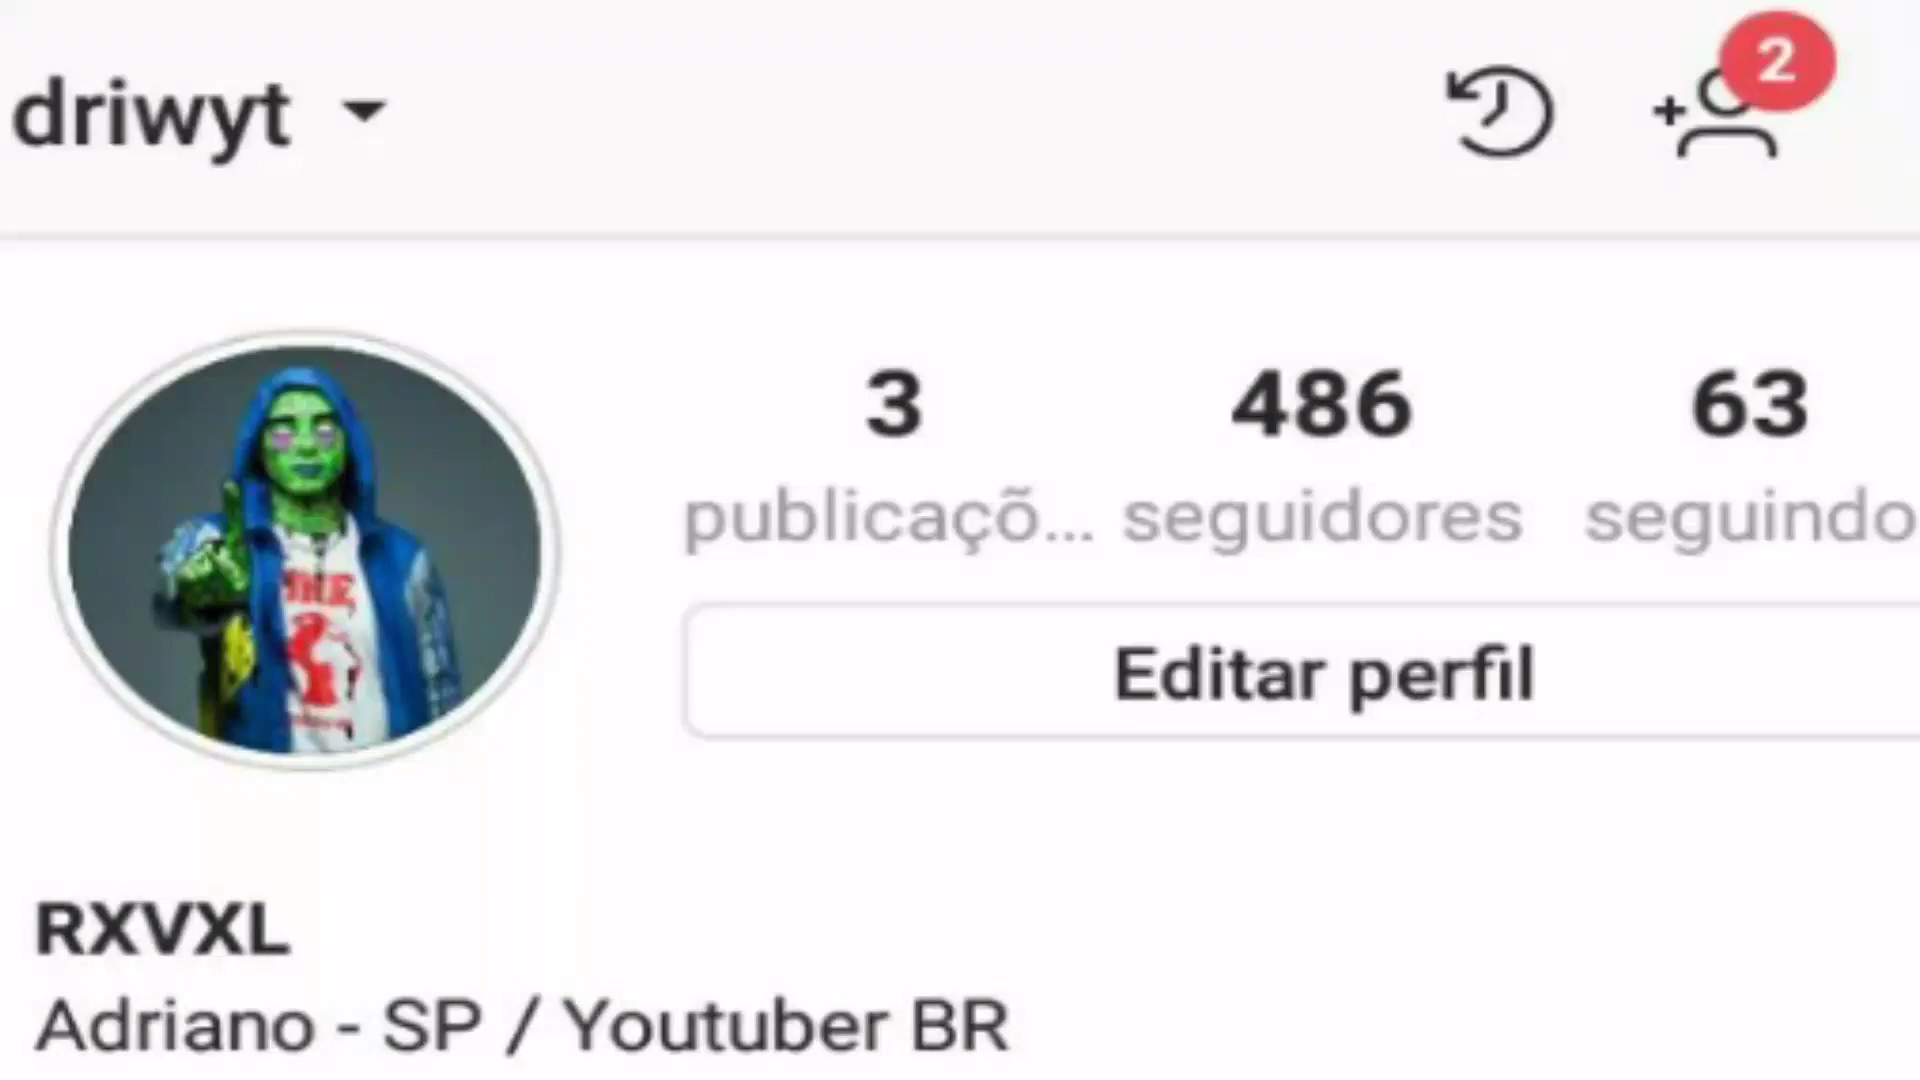 driwyt
2
3 486 63
publicaçõ... seguidores seguindo
Editar perfil
RXVXL
Adriano - SP / Youtuber BR